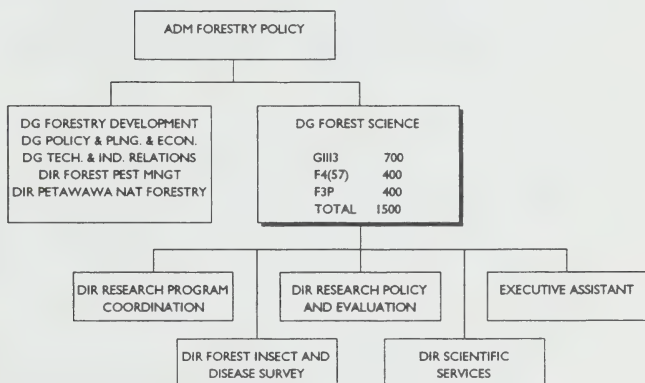 ADM FORESTRY POLICY
DG FORESTRY DEVELOPMENT
DG POLICY & PLNG. & ECON.
DG TECH. & IND. RELATIONS
DIR FOREST PEST MNGT
DIR PETAWAWA NAT FORESTRY
DG FOREST SCIENCE
GIII3 700
F4(57) 400
F3P 400
TOTAL 1500
DIR RESEARCH PROGRAM
COORDINATION
DIR RESEARCH POLICY
AND EVALUATION
EXECUTIVE ASSISTANT
DIR FOREST INSECT AND
DISEASE SURVEY
DIR SCIENTIFIC
SERVICES